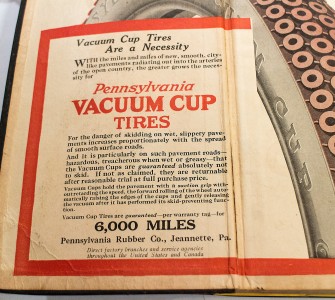 Vacuum Cup Tires
Are a Necessity
WITH the miles and miles of new, smooth, city-
like pavements radiating out into the arteries
of the open country, the greater grows the neces-
sity for
Pennsylvania
VACUUM CUP
TIRES
For the danger of skidding on wet, slippery pave-
ments increases proportionately with the spread
of smooth surface roads.
And it is particularly on such pavement roads—
hazardous, treacherous when wet or greasy—that
the Vacuum Cups are guaranteed absolutely not
to skid. If not as claimed, they are returnable
after reasonable trial at full purchase price.
Vacuum Cups hold the pavement with a suction grip with-
out retarding the speed, the forward rolling of the wheel auto-
matically raising the edges of the cups and gently releasing
the vacuum after it has performed its skid-preventing func-
tion.
Vacuum Cup Tires are guaranteed—per warranty tag—for
6,000 MILES
Pennsylvania Rubber Co., Jeannette, Pa.
Direct factory branches and service agencies
throughout the United States and Canada